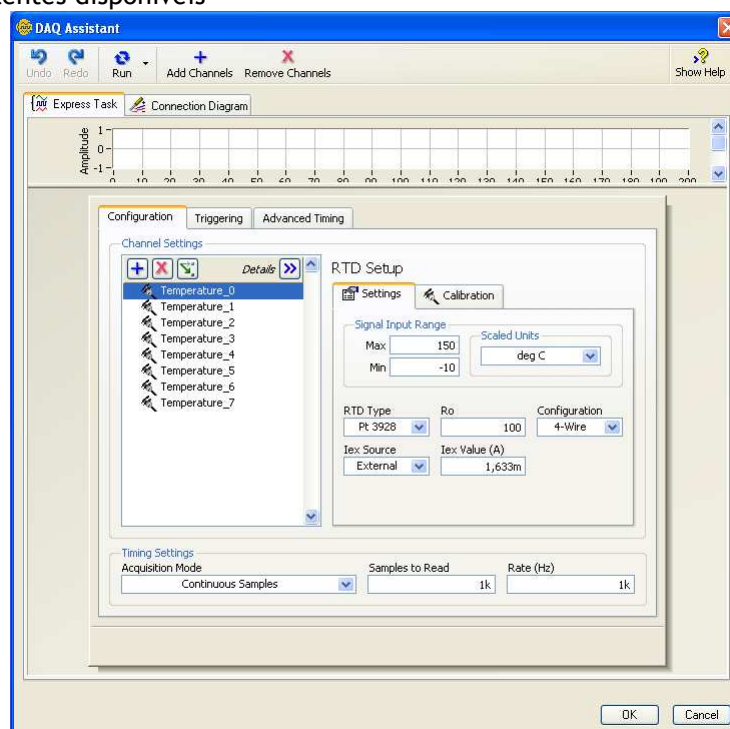 entes disponíveis
DAQ Assistant
Undo Redo Run Add Channels Remove Channels Show Help
Express Task Connection Diagram
Amplitude
1
0
-1
0 10 20 30 40 50 60 70 80 90 100 110 120 130 140 150 160 170 180 190 200
Configuration Triggering Advanced Timing
Channel Settings
Details
Temperature_0
Temperature_1
Temperature_2
Temperature_3
Temperature_4
Temperature_5
Temperature_6
Temperature_7
RTD Setup
Settings Calibration
Signal Input Range
Scaled Units
Max 150
deg C
Min -10
RTD Type Ro Configuration
Pt 3928 100 4-Wire
Iex Source Iex Value (A)
External 1,633m
Timing Settings
Acquisition Mode Samples to Read Rate (Hz)
Continuous Samples 1k 1k
OK Cancel